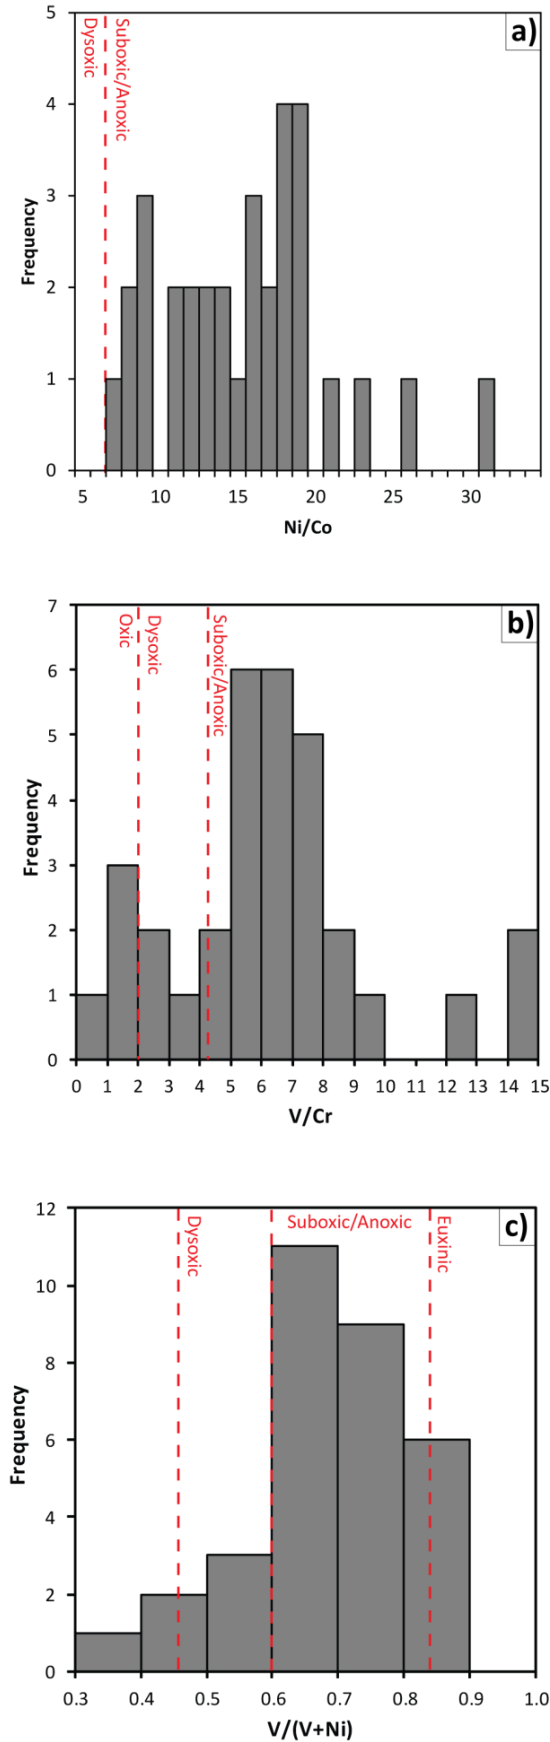 a)
Dysoxic
Suboxic/Anoxic
5
4
3
2
1
0
Frequency
5 10 15 20 25 30
Ni/Co
b)
Oxic
Dysoxic
Suboxic/Anoxic
7
6
5
4
3
2
1
0
Frequency
0 1 2 3 4 5 6 7 8 9 10 11 12 13 14 15
V/Cr
c)
Dysoxic
Suboxic/Anoxic
Euxinic
12
10
8
6
4
2
0
Frequency
0.3 0.4 0.5 0.6 0.7 0.8 0.9 1.0
V/(V+Ni)